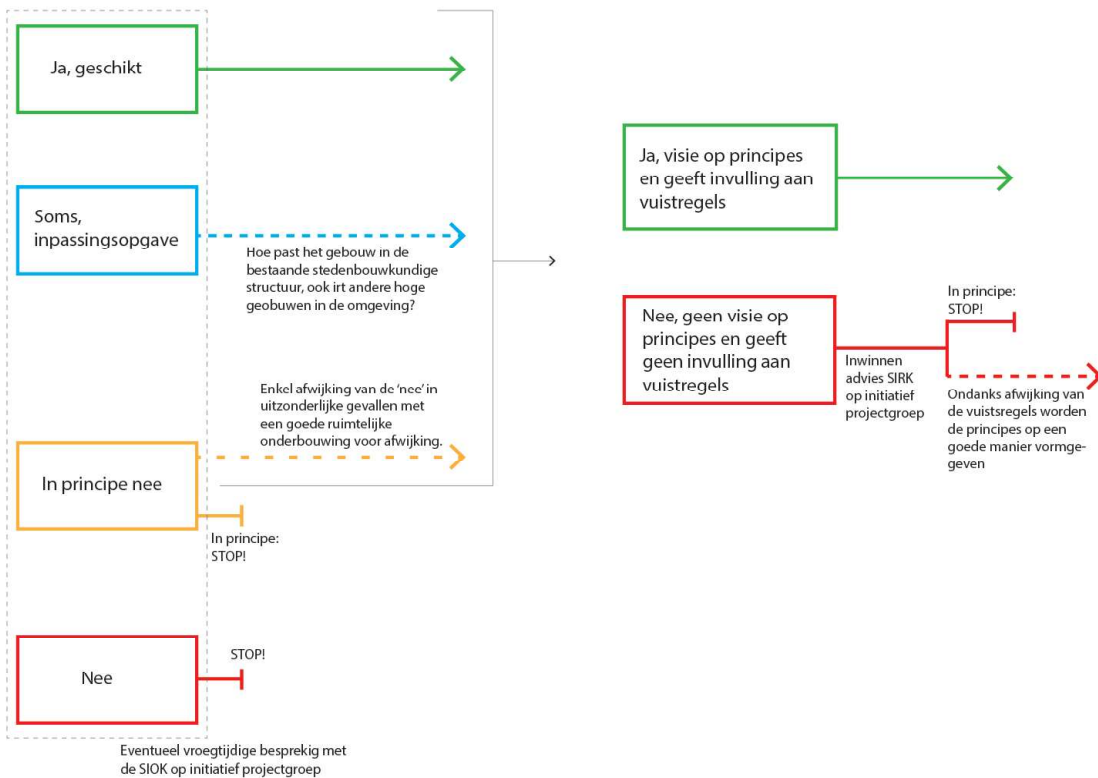 Ja, geschikt
Soms,
inpassingsopgave
Hoe past het gebouw in de
bestaande stedenbouwkundige
structuur, ook irt andere hoge
geobuwen in de omgeving?
Enkel afwijking van de ‘nee’ in
uitzonderlijke gevallen met
een goede ruimtelijke
onderbouwing voor afwijking.
In principe nee
In principe:
STOP!
Nee
STOP!
Eventueel vroegtijdige besprekig met
de SIOK op initiatief projectgroep
Ja, visie op principes
en geeft invulling aan
vuistregels
Nee, geen visie op
principes en geeft
geen invulling aan
vuistregels
Inwinnen
advies SIRK
op initiatief
projectgroep
In principe:
STOP!
Ondanks afwijking van
de vuistsregels worden
de principes op een
goede manier vormge-
geven